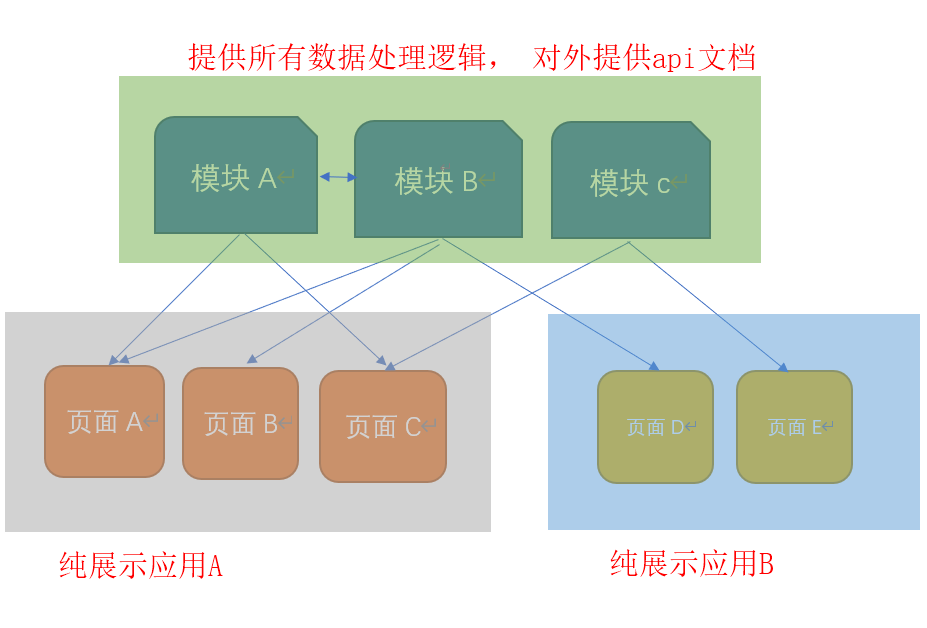 提供所有数据处理逻辑， 对外提供api文档
模块 A↵
模块 B↵
模块 c↵
页面 A↵
页面 B↵
页面 C↵
页面 D↵
页面 E↵
纯展示应用A
纯展示应用B